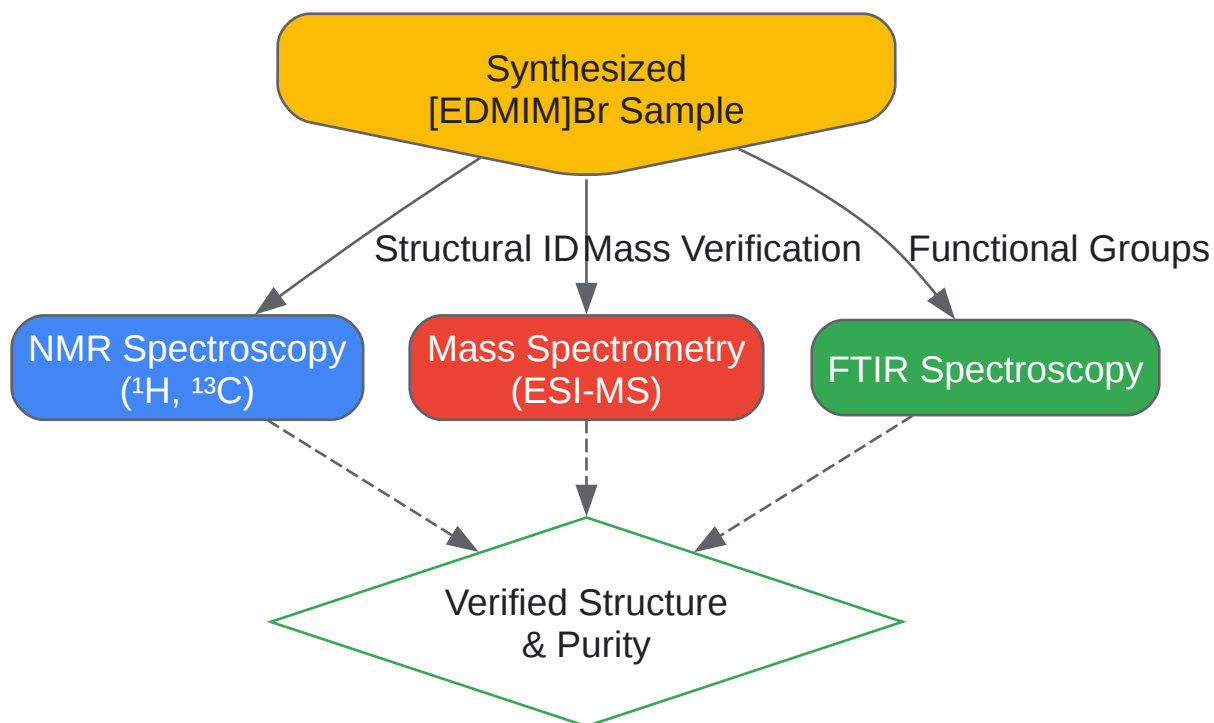 Synthesized
[EDMIM]Br Sample
Structural ID
Mass Verification
Functional Groups
NMR Spectroscopy
(¹H, ¹³C)
Mass Spectrometry
(ESI-MS)
FTIR Spectroscopy
Verified Structure
& Purity